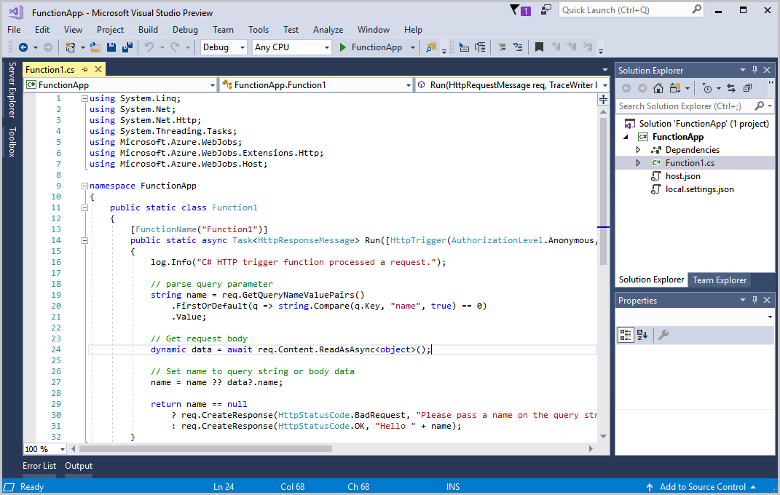 FunctionApp - Microsoft Visual Studio Preview
1
Quick Launch (Ctrl+Q)
File Edit View Project Build Debug Team Tools Test Analyze Window Help
Debug Any CPU FunctionApp
Server Explorer
Toolbox
Function1.cs
C# FunctionApp FunctionApp.Function1 Run(HttpRequestMessage req, TraceWriter l
1 using System.Linq;
2 using System.Net;
3 using System.Net.Http;
4 using System.Threading.Tasks;
5 using Microsoft.Azure.WebJobs;
6 using Microsoft.Azure.WebJobs.Extensions.Http;
7 using Microsoft.Azure.WebJobs.Host;
8
9 namespace FunctionApp
10 {
11 public static class Function1
12 {
13 [FunctionName("Function1")]
14 public static async Task<HttpResponseMessage> Run([HttpTrigger(AuthorizationLevel.Anonymous,
15 {
16 log.Info("C# HTTP trigger function processed a request.");
17
18 // parse query parameter
19 string name = req.GetQueryNameValuePairs()
20 .FirstOrDefault(q => string.Compare(q.Key, "name", true) == 0)
21 .Value;
22
23 // Get request body
24 dynamic data = await req.Content.ReadAsAsync<object>();
25
26 // Set name to query string or body data
27 name = name ?? data?.name;
28
29 return name == null
30 ? req.CreateResponse(HttpStatusCode.BadRequest, "Please pass a name on the query str
31 : req.CreateResponse(HttpStatusCode.OK, "Hello " + name);
32 }
100 %
Solution Explorer
Search Solution Explorer (Ctrl+;)
Solution 'FunctionApp' (1 project)
C# FunctionApp
Dependencies
C# Function1.cs
host.json
local.settings.json
Solution Explorer Team Explorer
Properties
Error List Output
Ready Ln 24 Col 68 Ch 68 INS Add to Source Control